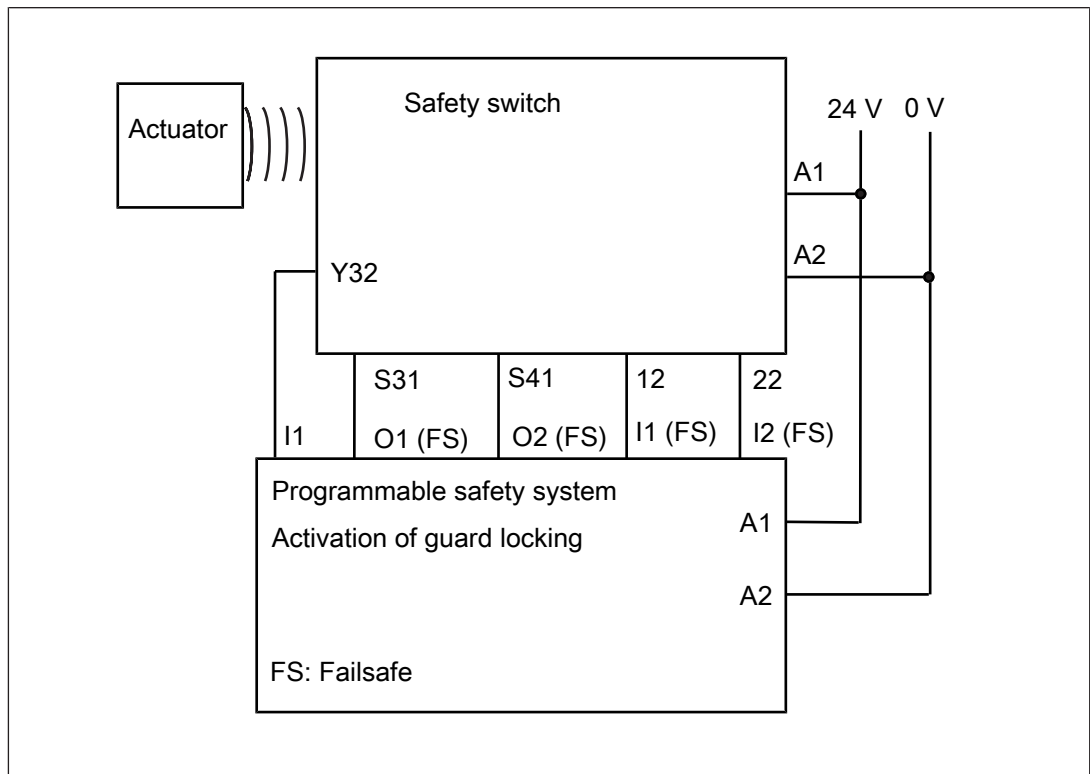 Safety switch
Actuator
24 V 0 V
A1
A2
Y32
S31 S41 12 22
I1 O1 (FS) O2 (FS) I1 (FS) I2 (FS)
Programmable safety system
A1
Activation of guard locking
A2
FS: Failsafe